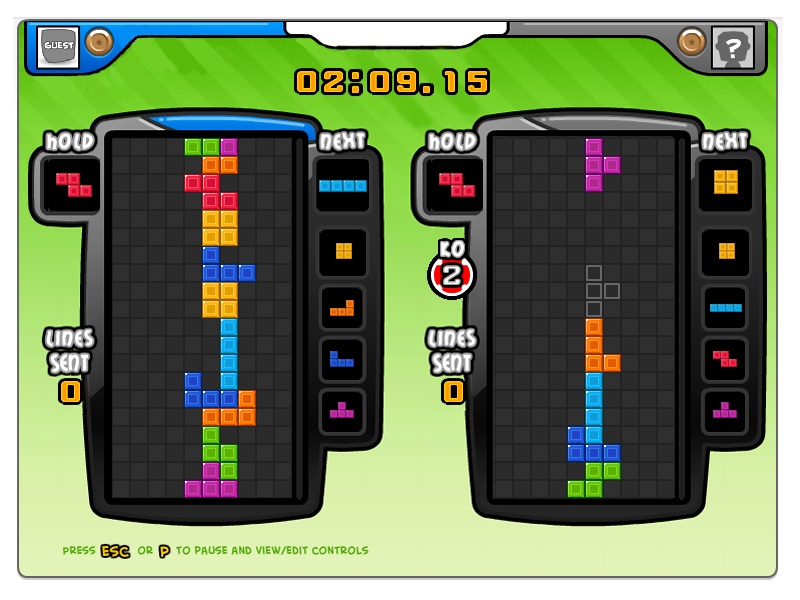 GUEST
?
02:09.15
HOLD
NEXT
HOLD
NEXT
KO
2
LINES
SENT
0
LINES
SENT
0
PRESS ESC OR P TO PAUSE AND VIEW/EDIT CONTROLS